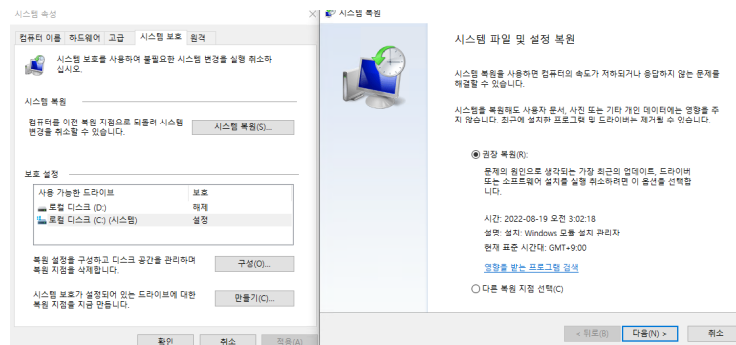 시스템 속성
컴퓨터 이름
하드웨어
고급
시스템 보호
원격
시스템 보호를 사용하여 불필요한 시스템 변경을 실행 취소하
십시오.
시스템 복원
컴퓨터를 이전 복원 지점으로 되돌려 시스템
변경을 취소할 수 있습니다.
시스템 복원(S)...
보호 설정
사용 가능한 드라이브
보호
로컬 디스크 (D:)
해제
로컬 디스크 (C:) (시스템)
설정
복원 설정을 구성하고 디스크 공간을 관리하며
복원 지점을 삭제합니다.
구성(O)...
시스템 보호가 설정되어 있는 드라이브에 대한
복원 지점을 지금 만듭니다.
만들기(C)...
확인
취소
적용(A)
시스템 복원
시스템 파일 및 설정 복원
시스템 복원을 사용하면 컴퓨터의 속도가 저하되거나 응답하지 않는 문제를
해결할 수 있습니다.
시스템을 복원해도 사용자 문서, 사진 또는 기타 개인 데이터에는 영향을 주
지 않습니다. 최근에 설치한 프로그램 및 드라이버는 제거될 수 있습니다.
권장 복원(R):
문제의 원인으로 생각되는 가장 최근의 업데이트, 드라이버
또는 소프트웨어 설치를 실행 취소하려면 이 옵션을 선택합
니다.
시간: 2022-08-19 오전 3:02:18
설명: 설치: Windows 모듈 설치 관리자
현재 표준 시간대: GMT+9:00
영향을 받는 프로그램 검색
다른 복원 지점 선택(C)
< 뒤로(B)
다음(N) >
취소